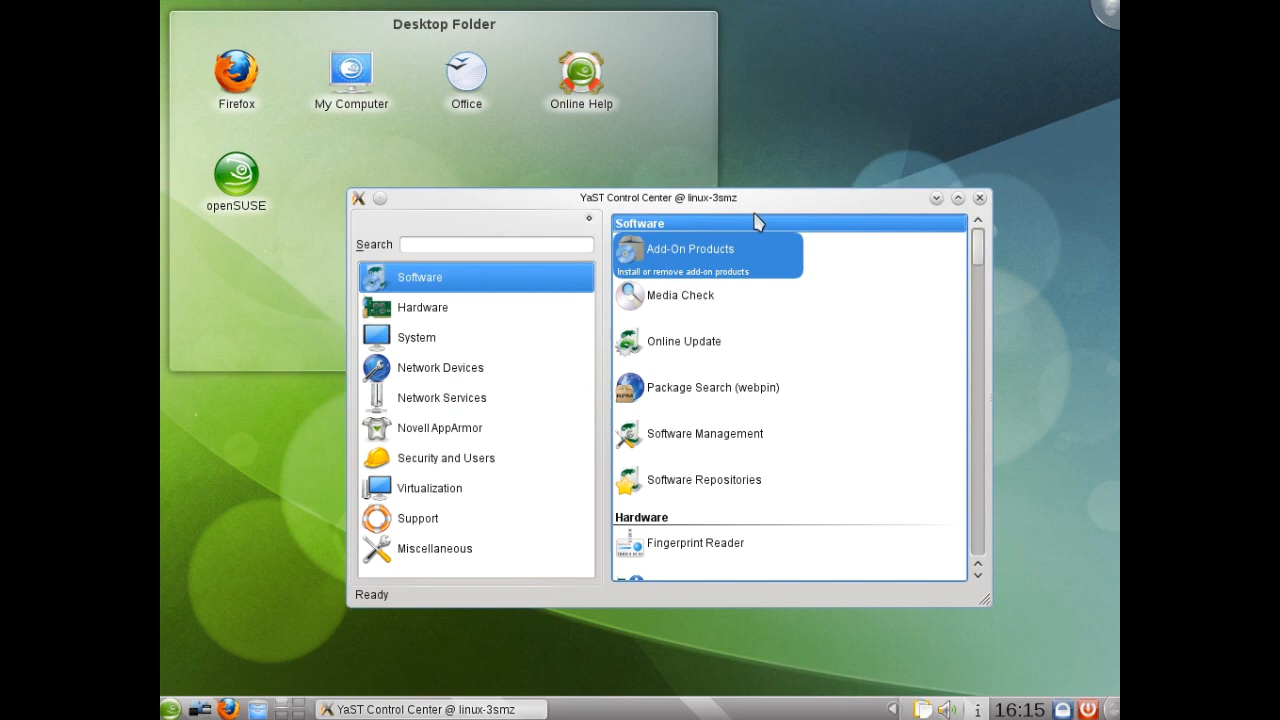 Desktop Folder
Firefox
My Computer
Office
Online Help
openSUSE
YaST Control Center @ linux-3smz
Search
Software
Hardware
System
Network Devices
Network Services
Novell AppArmor
Security and Users
Virtualization
Support
Miscellaneous
Software
Add-On Products
Install or remove add-on products
Media Check
Online Update
Package Search (webpin)
RPM
Software Management
Software Repositories
Hardware
Fingerprint Reader
Ready
YaST Control Center @ linux-3smz
i
16:15